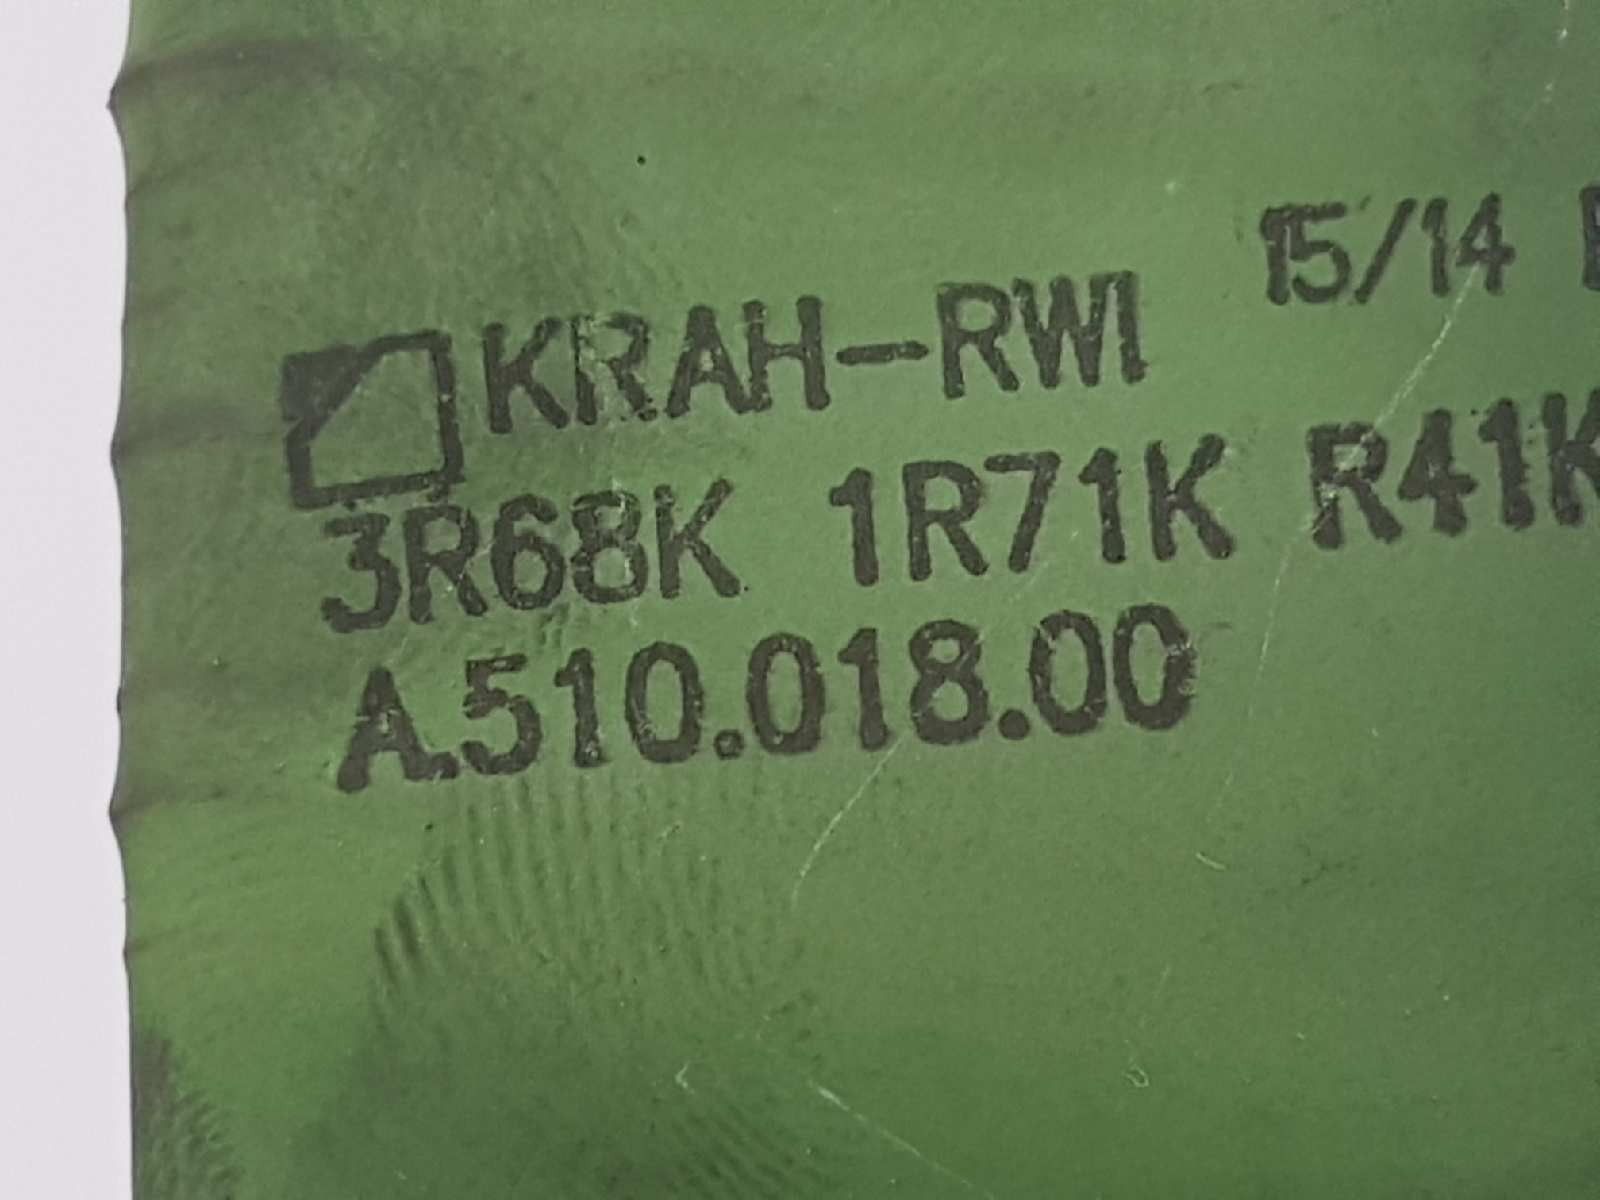 KRAH-RWI 15/14
3R68K 1R71K R41K
A.510.018.00